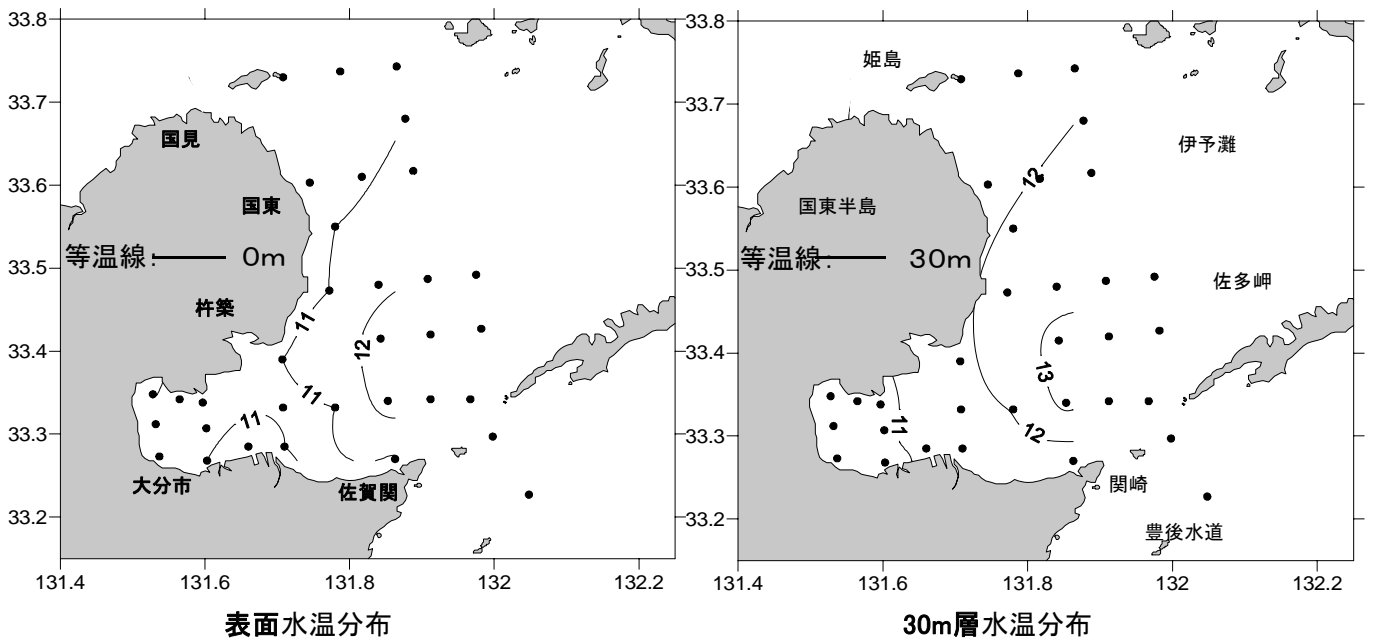 33.8
33.7
33.6
33.5
33.4
33.3
33.2
131.4 131.6 131.8 132 132.2
国見
国東
等温線: 0m
杵築
11
12
11
11
大分市
佐賀関
表面水温分布
33.8
33.7
33.6
33.5
33.4
33.3
33.2
131.4 131.6 131.8 132 132.2
姫島
伊予灘
12
国東半島
等温線: 30m
佐多岬
13
11
12
関崎
豊後水道
30m層水温分布